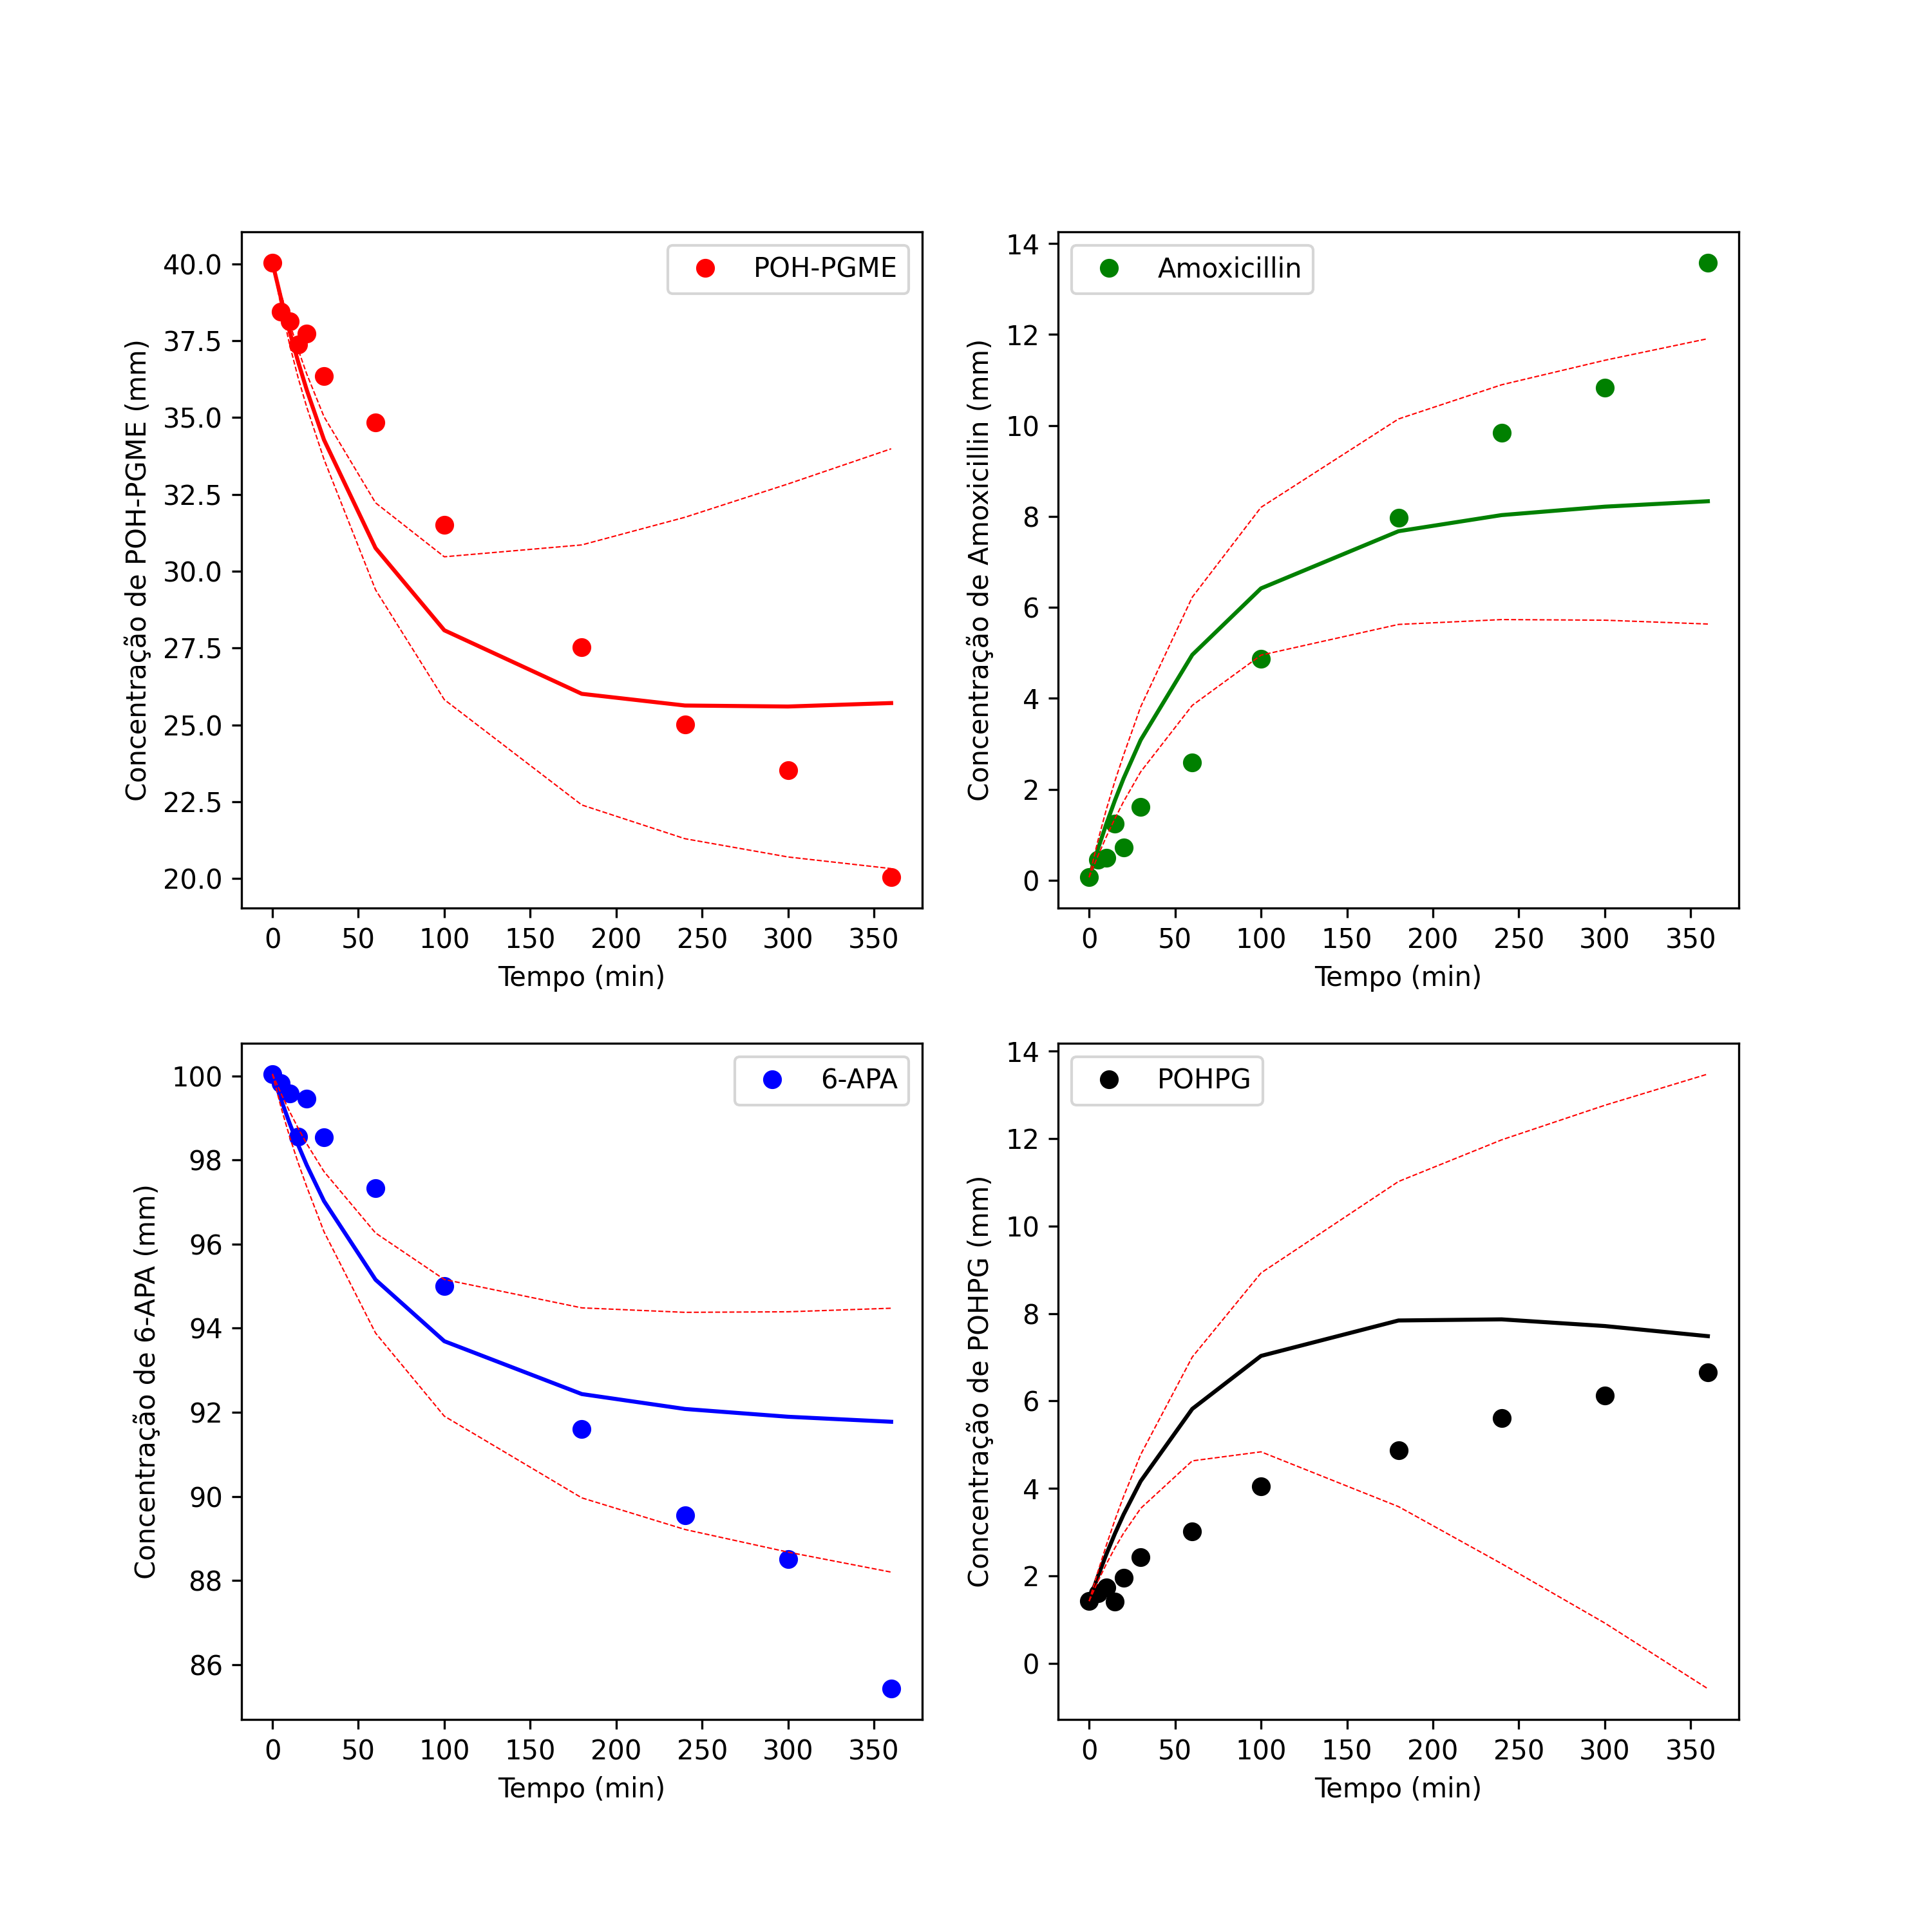 POH-PGME
Concentração de POH-PGME (mm)
40.0
37.5
35.0
32.5
30.0
27.5
25.0
22.5
20.0
0 50 100 150 200 250 300 350
Tempo (min)
Amoxicillin
Concentração de Amoxicillin (mm)
14
12
10
8
6
4
2
0
0 50 100 150 200 250 300 350
Tempo (min)
6-APA
Concentração de 6-APA (mm)
100
98
96
94
92
90
88
86
0 50 100 150 200 250 300 350
Tempo (min)
POHPG
Concentração de POHPG (mm)
14
12
10
8
6
4
2
0
0 50 100 150 200 250 300 350
Tempo (min)